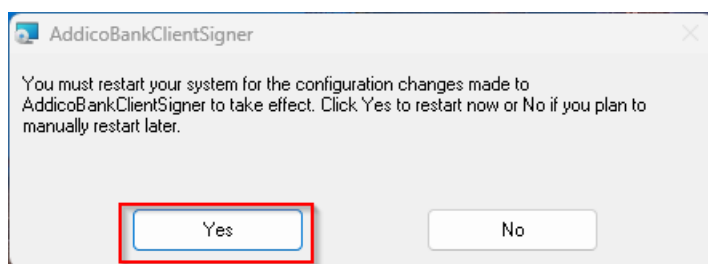 AddicoBankClientSigner
You must restart your system for the configuration changes made to
AddicoBankClientSigner to take effect. Click Yes to restart now or No if you plan to
manually restart later.
Yes
No